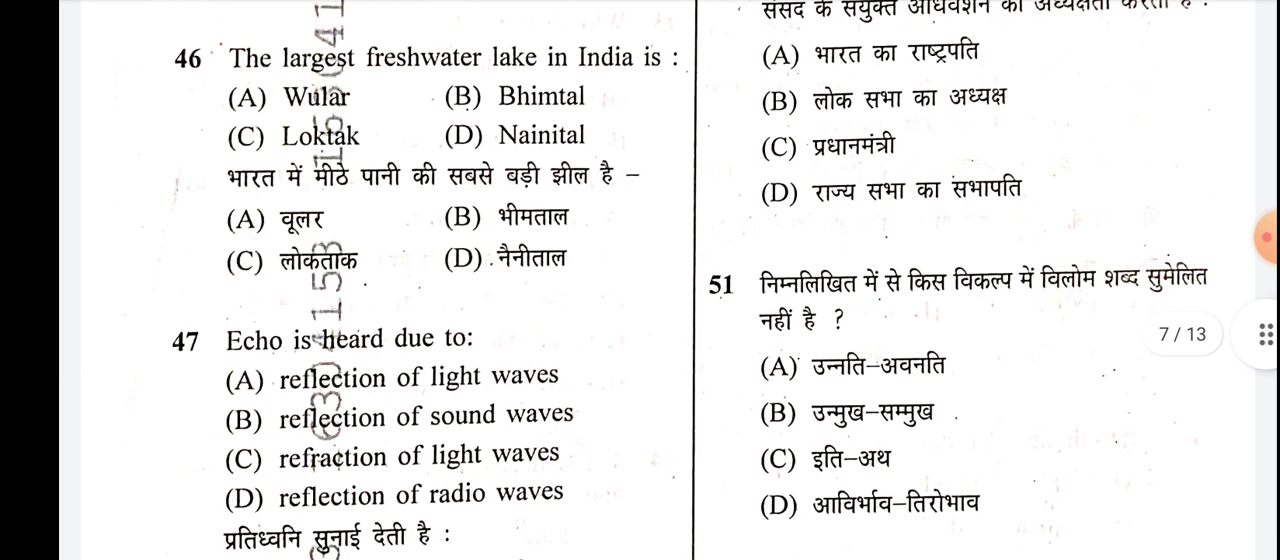 46 The largest freshwater lake in India is :
(A) Wular (B) Bhimtal
(C) Loktak (D) Nainital
भारत में मीठे पानी की सबसे बड़ी झील है –
(A) वूलर (B) भीमताल
(C) लोकताक (D) नैनीताल
47 Echo is heard due to:
(A) reflection of light waves
(B) reflection of sound waves
(C) refraction of light waves
(D) reflection of radio waves
प्रतिध्वनि सुनाई देती है :
संसद के संयुक्त अधिवेशन की अध्यक्षता करता है :
(A) भारत का राष्ट्रपति
(B) लोक सभा का अध्यक्ष
(C) प्रधानमंत्री
(D) राज्य सभा का सभापति
51 निम्नलिखित में से किस विकल्प में विलोम शब्द सुमेलित
नहीं है ?
(A) उन्नति–अवनति
(B) उन्मुख–सम्मुख
(C) इति–अथ
(D) आविर्भाव–तिरोभाव
7 / 13